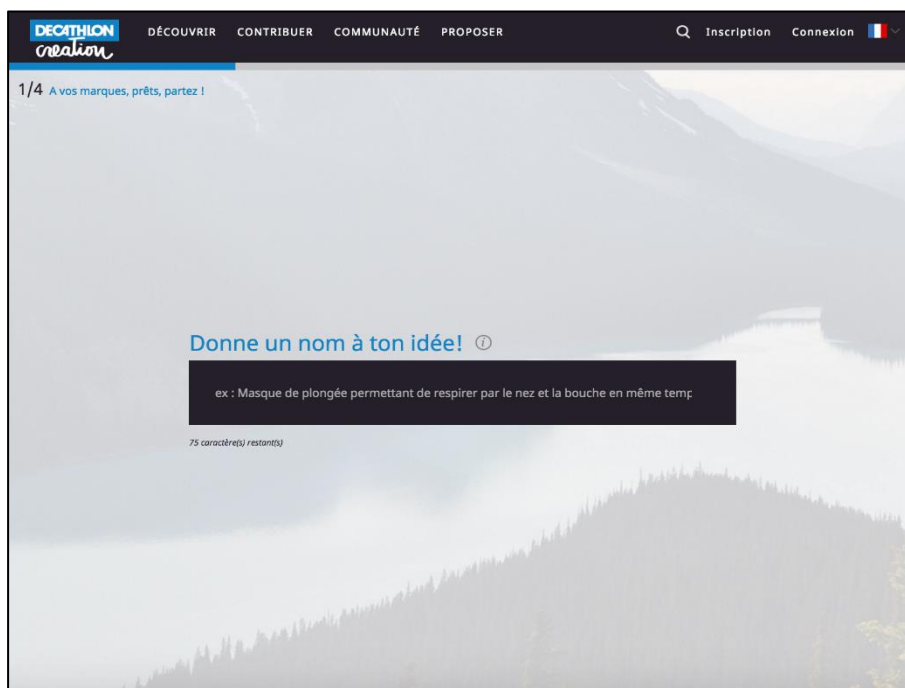 DECATHLON
creation
DÉCOUVRIR CONTRIBUER COMMUNAUTÉ PROPOSER Inscription Connexion
1/4 A vos marques, prêts, partez !
Donne un nom à ton idée!
ex : Masque de plongée permettant de respirer par le nez et la bouche en même temp
75 caractère(s) restant(s)